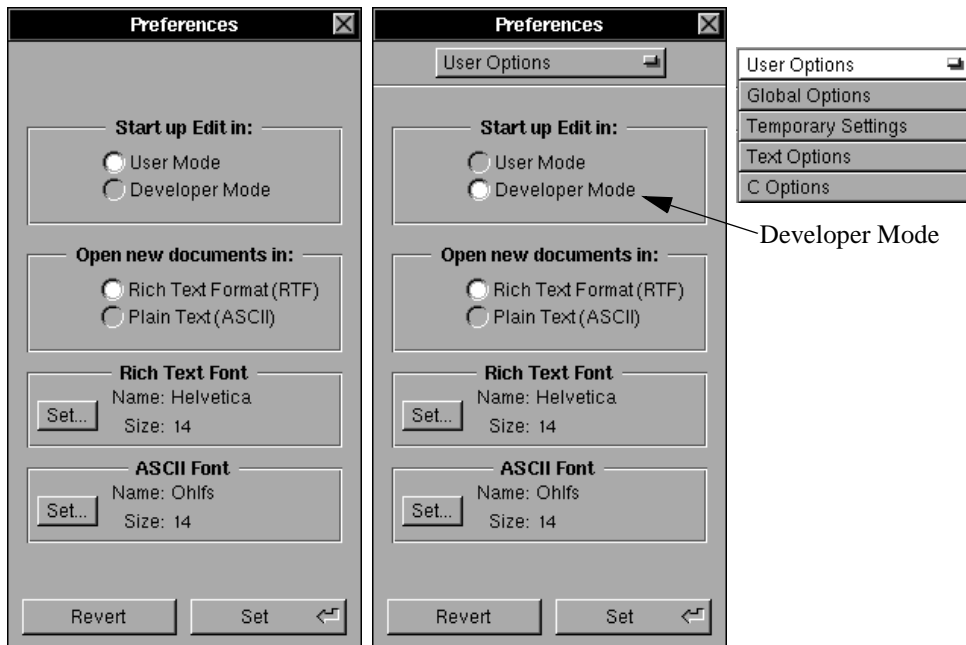 Preferences
Start up Edit in:
User Mode
Developer Mode
Open new documents in:
Rich Text Format (RTF)
Plain Text (ASCII)
Rich Text Font
Name: Helvetica
Set...
Size: 14
ASCII Font
Name: Ohlfs
Set...
Size: 14
Revert
Set
Preferences
User Options
Start up Edit in:
User Mode
Developer Mode
Open new documents in:
Rich Text Format (RTF)
Plain Text (ASCII)
Rich Text Font
Name: Helvetica
Set...
Size: 14
ASCII Font
Name: Ohlfs
Set...
Size: 14
Revert
Set
User Options
Global Options
Temporary Settings
Text Options
C Options
Developer Mode